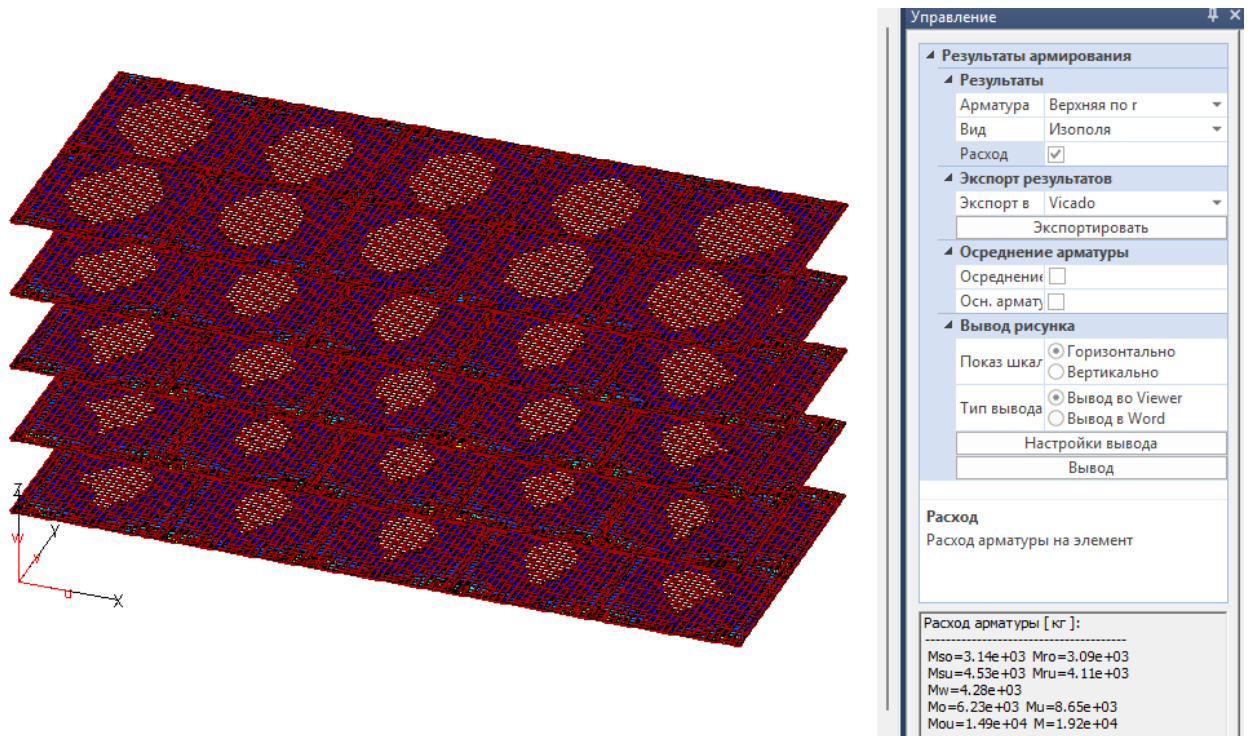 Управление
Результаты армирования
Результаты
Арматура Верхняя по r
Вид Изополя
Расход
Экспорт результатов
Экспорт в Vicado
Экспортировать
Осреднение арматуры
Осреднение
Осн. армату
Вывод рисунка
Показ шкал
Горизонтально
Вертикально
Тип вывода
Вывод во Viewer
Вывод в Word
Настройки вывода
Вывод
Z
Y
W
v
u
X
Расход
Расход арматуры на элемент
Расход арматуры [ кг ]:
-------------------------------------
Mso=3.14e+03 Mro=3.09e+03
Msu=4.53e+03 Mru=4.11e+03
Mw=4.28e+03
Mo=6.23e+03 Mu=8.65e+03
Mou=1.49e+04 M=1.92e+04